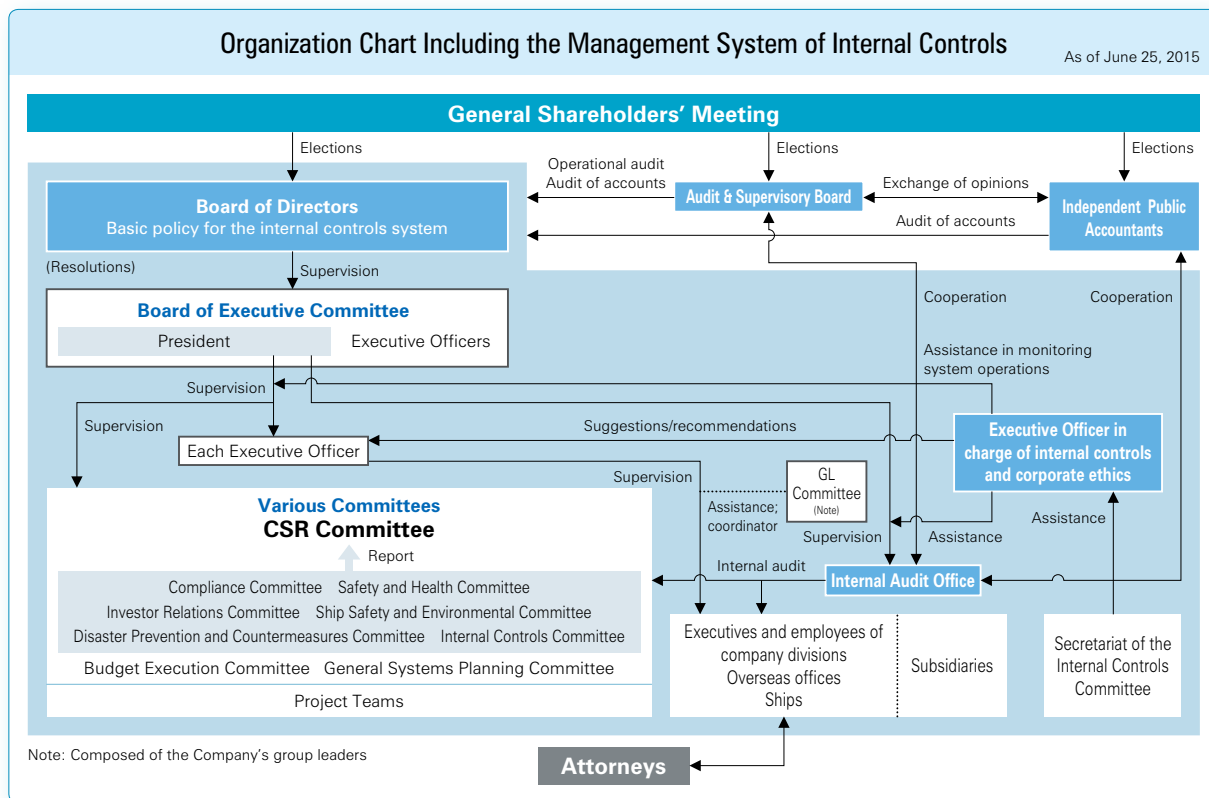 Organization Chart Including the Management System of Internal Controls
As of June 25, 2015
General Shareholders' Meeting
Elections
Elections
Elections
Operational audit
Audit of accounts
Board of Directors
Basic policy for the internal controls system
Audit & Supervisory Board
Exchange of opinions
Independent Public
Accountants
Audit of accounts
(Resolutions)
Supervision
Cooperation
Cooperation
Board of Executive Committee
President
Executive Officers
Assistance in monitoring
system operations
Supervision
Supervision
Suggestions/recommendations
Each Executive Officer
Executive Officer in
charge of internal controls
and corporate ethics
Supervision
GL
Committee
(Note)
Assistance;
coordinator
Various Committees
CSR Committee
Report
Supervision
Assistance
Assistance
Compliance Committee Safety and Health Committee
Investor Relations Committee Ship Safety and Environmental Committee
Disaster Prevention and Countermeasures Committee Internal Controls Committee
Budget Execution Committee General Systems Planning Committee
Project Teams
Internal audit
Internal Audit Office
Executives and employees of
company divisions
Overseas offices
Ships
Subsidiaries
Secretariat of the
Internal Controls
Committee
Note: Composed of the Company's group leaders
Attorneys